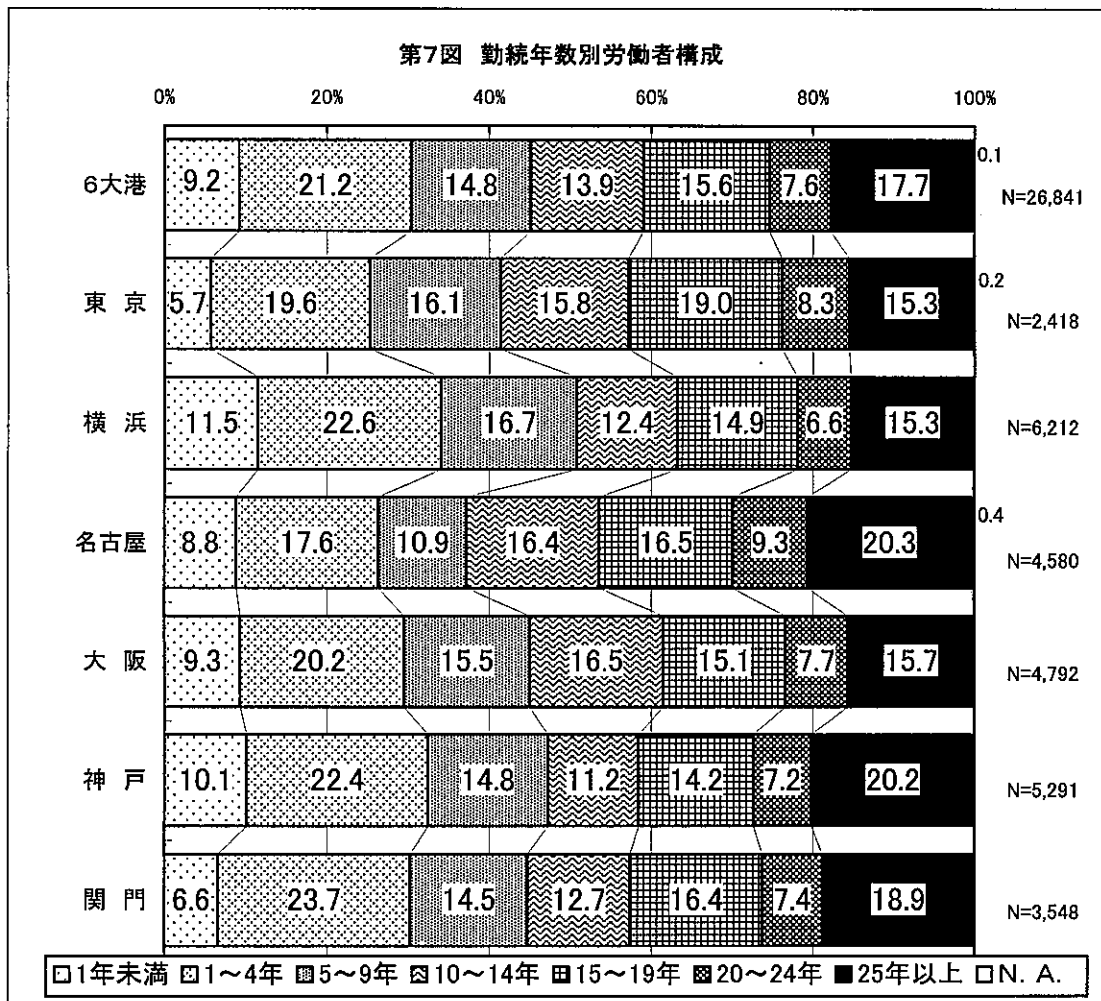 第7図 勤続年数別労働者構成
0% 20% 40% 60% 80% 100%
6大港 9.2 21.2 14.8 13.9 15.6 7.6 17.7 0.1 N=26,841
東 京 5.7 19.6 16.1 15.8 19.0 8.3 15.3 0.2 N=2,418
横 浜 11.5 22.6 16.7 12.4 14.9 6.6 15.3 N=6,212
名古屋 8.8 17.6 10.9 16.4 16.5 9.3 20.3 0.4 N=4,580
大 阪 9.3 20.2 15.5 16.5 15.1 7.7 15.7 N=4,792
神 戸 10.1 22.4 14.8 11.2 14.2 7.2 20.2 N=5,291
関 門 6.6 23.7 14.5 12.7 16.4 7.4 18.9 N=3,548
1年未満 1～4年 5～9年 10～14年 15～19年 20～24年 25年以上 N. A.